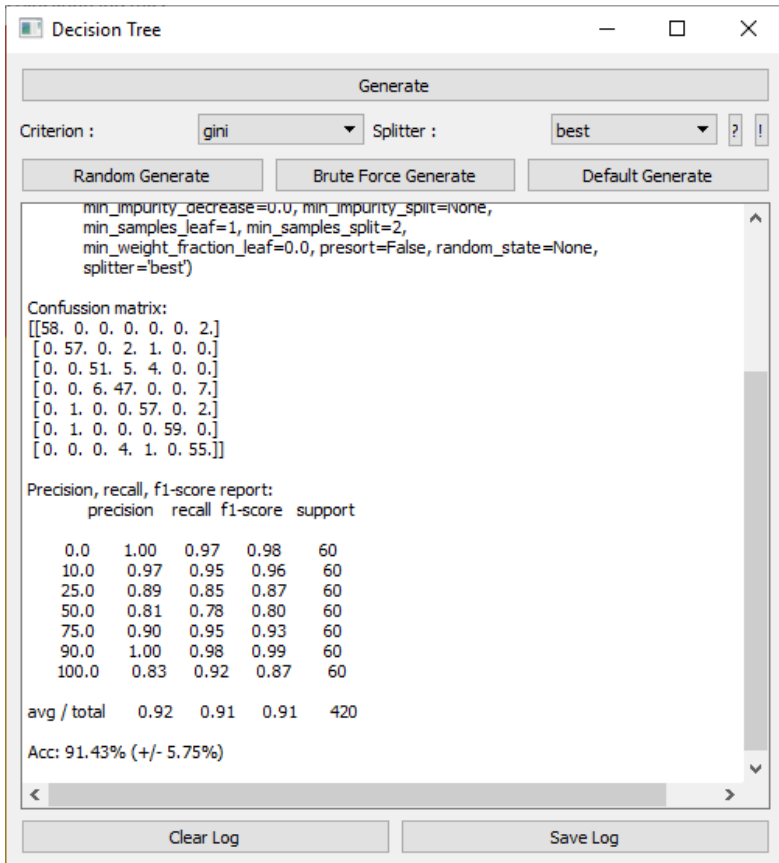 Decision Tree
Generate
Criterion : gini Splitter : best ? !
Random Generate Brute Force Generate Default Generate
min_impurity_decrease=0.0, min_impurity_split=None,
min_samples_leaf=1, min_samples_split=2,
min_weight_fraction_leaf=0.0, presort=False, random_state=None,
splitter='best')
Confussion matrix:
[[58. 0. 0. 0. 0. 0. 2.]
[ 0. 57. 0. 2. 1. 0. 0.]
[ 0. 0. 51. 5. 4. 0. 0.]
[ 0. 0. 6. 47. 0. 0. 7.]
[ 0. 1. 0. 0. 57. 0. 2.]
[ 0. 1. 0. 0. 0. 59. 0.]
[ 0. 0. 0. 4. 1. 0. 55.]]
Precision, recall, f1-score report:
precision recall f1-score support
0.0 1.00 0.97 0.98 60
10.0 0.97 0.95 0.96 60
25.0 0.89 0.85 0.87 60
50.0 0.81 0.78 0.80 60
75.0 0.90 0.95 0.93 60
90.0 1.00 0.98 0.99 60
100.0 0.83 0.92 0.87 60
avg / total 0.92 0.91 0.91 420
Acc: 91.43% (+/- 5.75%)
Clear Log Save Log